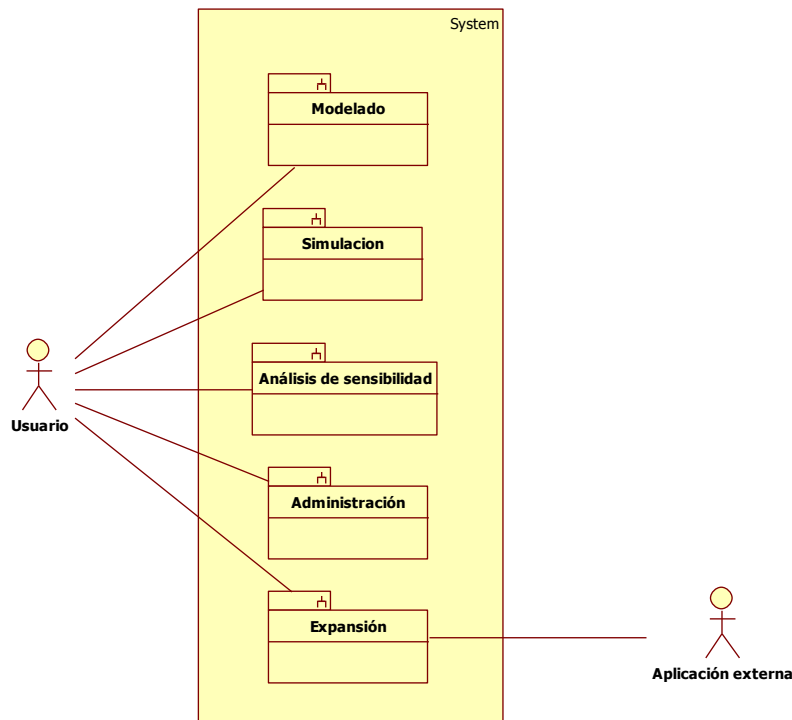 System
Modelado
Simulacion
Análisis de sensibilidad
Usuario
Administración
Expansión
Aplicación externa